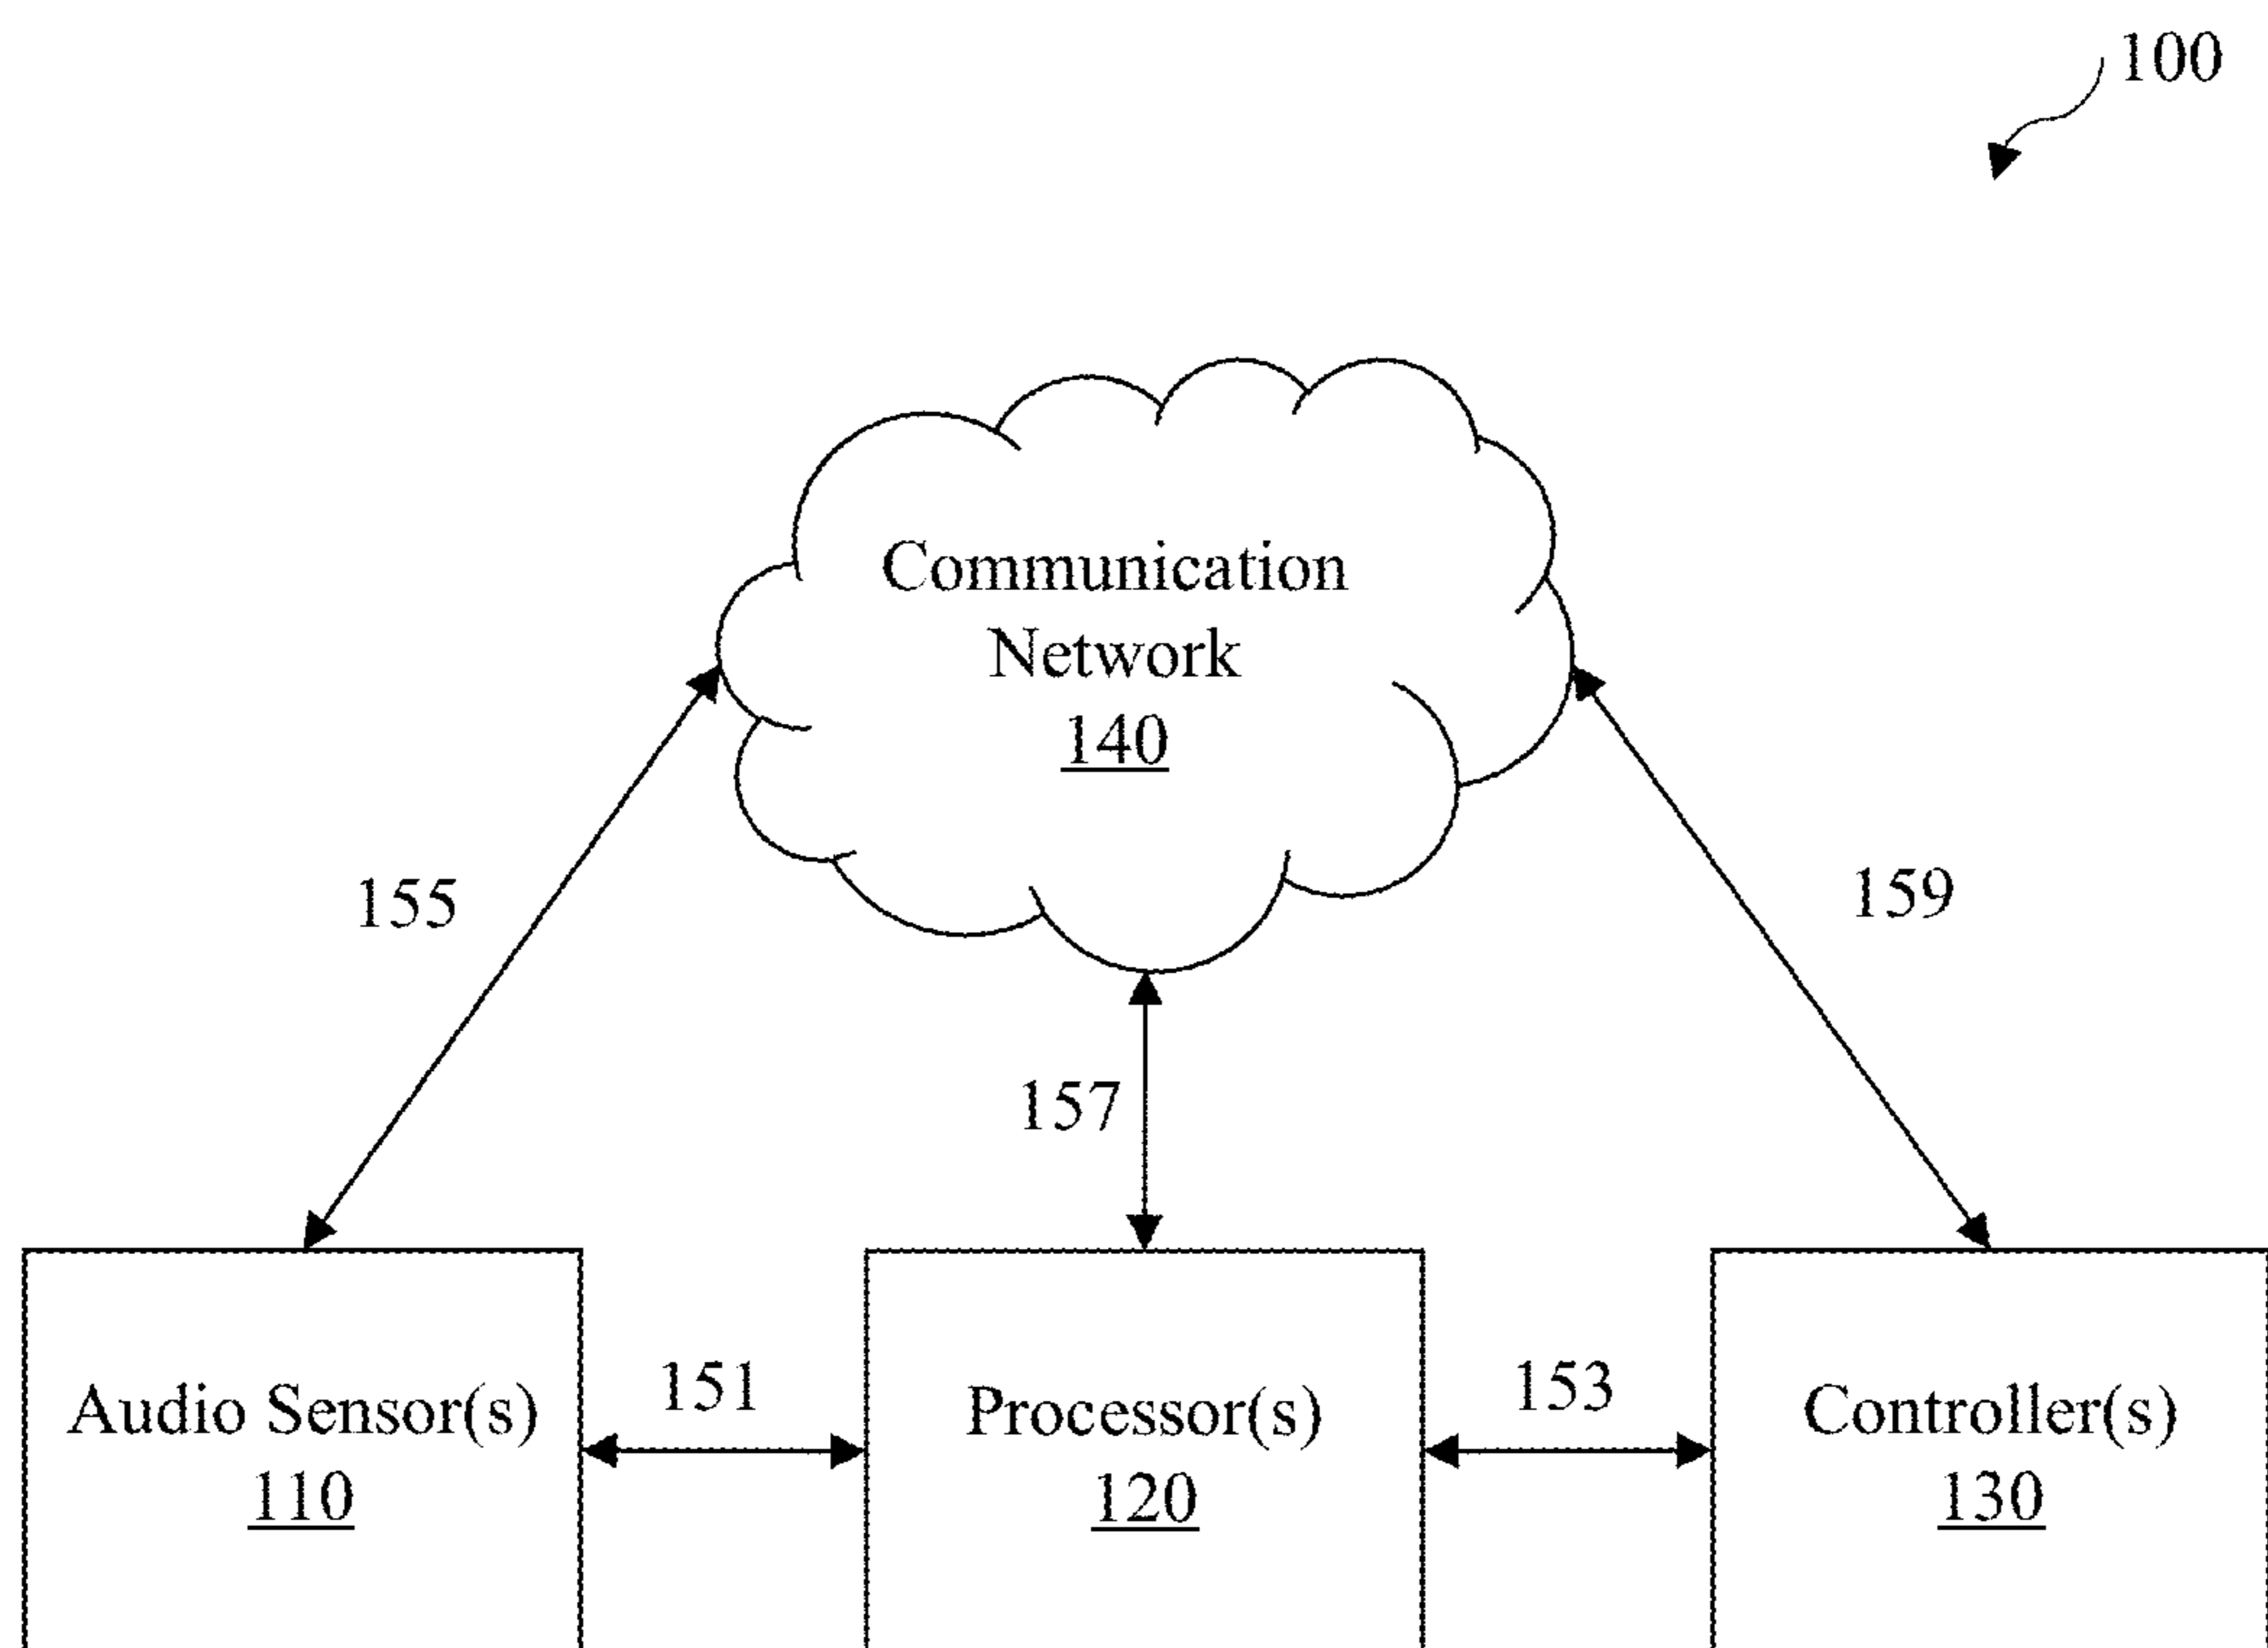 100
Communication
Network
140
155
159
157
151
153
Audio Sensor(s)
110
Processor(s)
120
Controller(s)
130